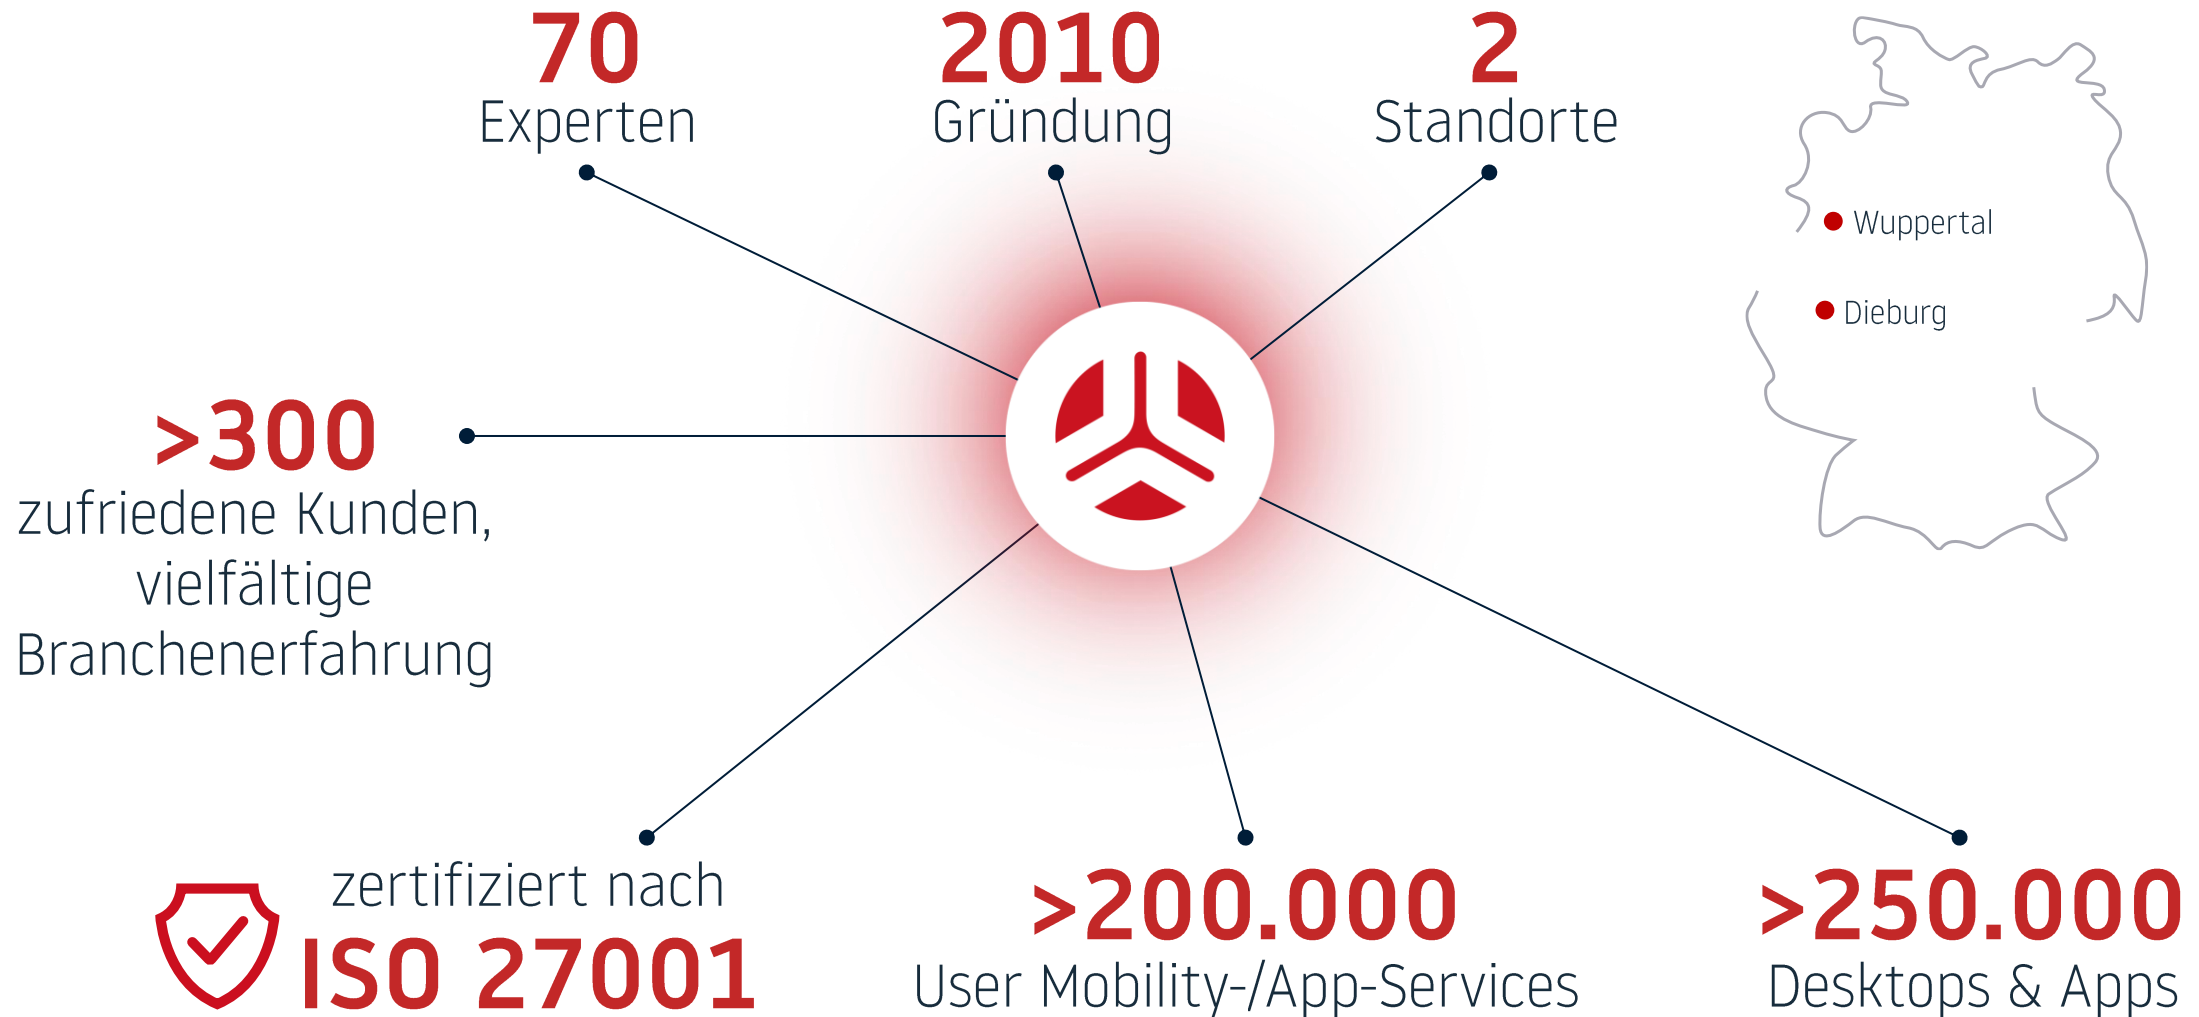 70
Experten
2010
Gründung
2
Standorte
Wuppertal
Dieburg
>300
zufriedene Kunden,
vielfältige
Branchenerfahrung
zertifiziert nach
ISO 27001
>200.000
User Mobility-/App-Services
>250.000
Desktops & Apps